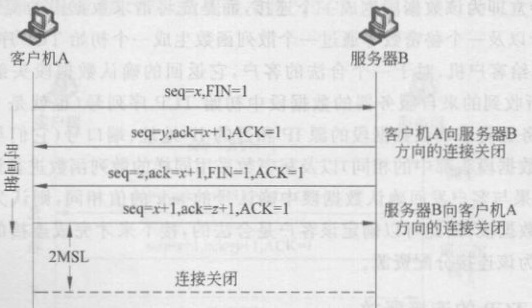 客户机A
服务器B
seq=x,FIN=1
seq=y,ack=x+1,ACK=1
客户机A向服务器B
方向的连接关闭
seq=z,ack=x+1,FIN=1,ACK=1
时间
seq=x+1,ack=z+1,ACK=1
服务器B向客户机A
方向的连接关闭
2MSL
连接关闭